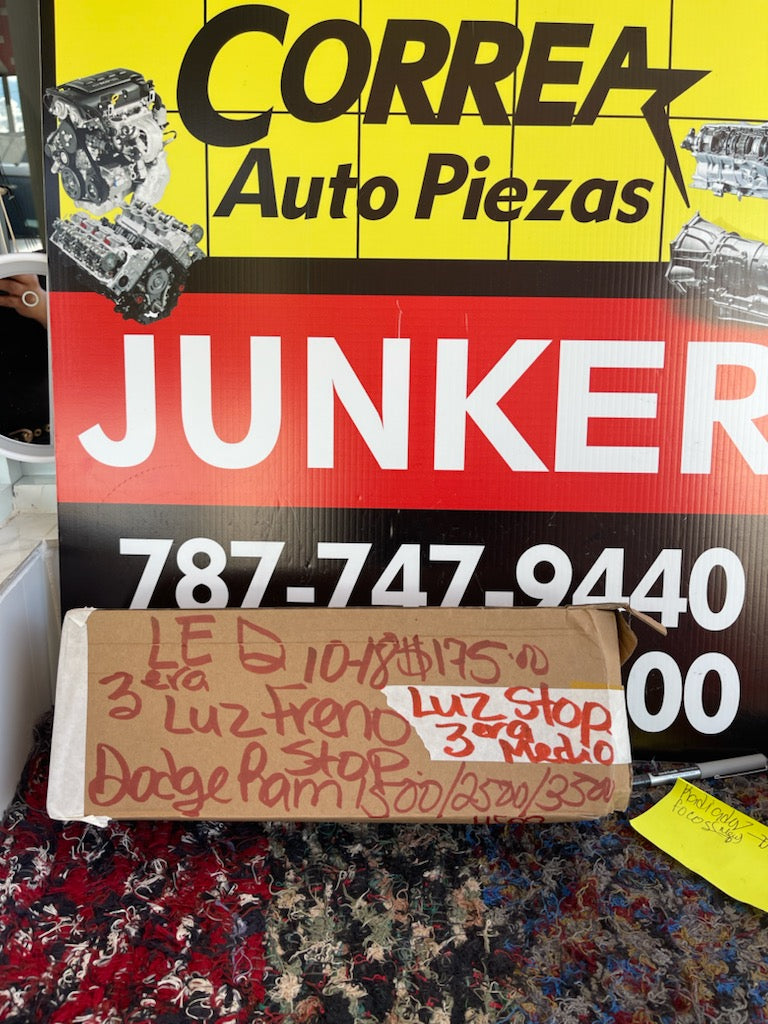 CORREA
Auto Piezas
JUNKER
787-747-9440
00
LED 10-18 $175.00
3era
Luz Freno
Stop
Luz Stop
3era
Medio
Dodge Ram 1500/2500/3500